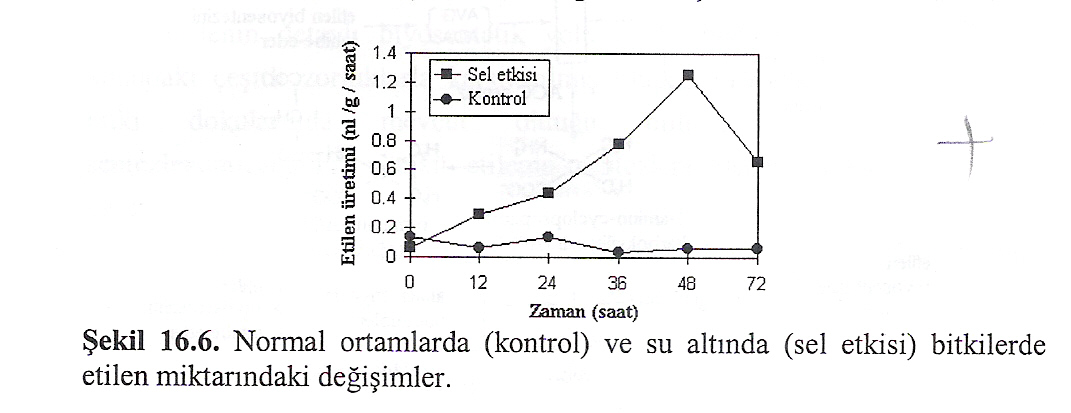 Etilen üretimi (nl /g / saat)
1.4
1.2
1
0.8
0.6
0.4
0.2
0
Sel etkisi
Kontrol
0 12 24 36 48 72
Zaman (saat)
Şekil 16.6. Normal ortamlarda (kontrol) ve su altında (sel etkisi) bitkilerde
etilen miktarındaki değişimler.